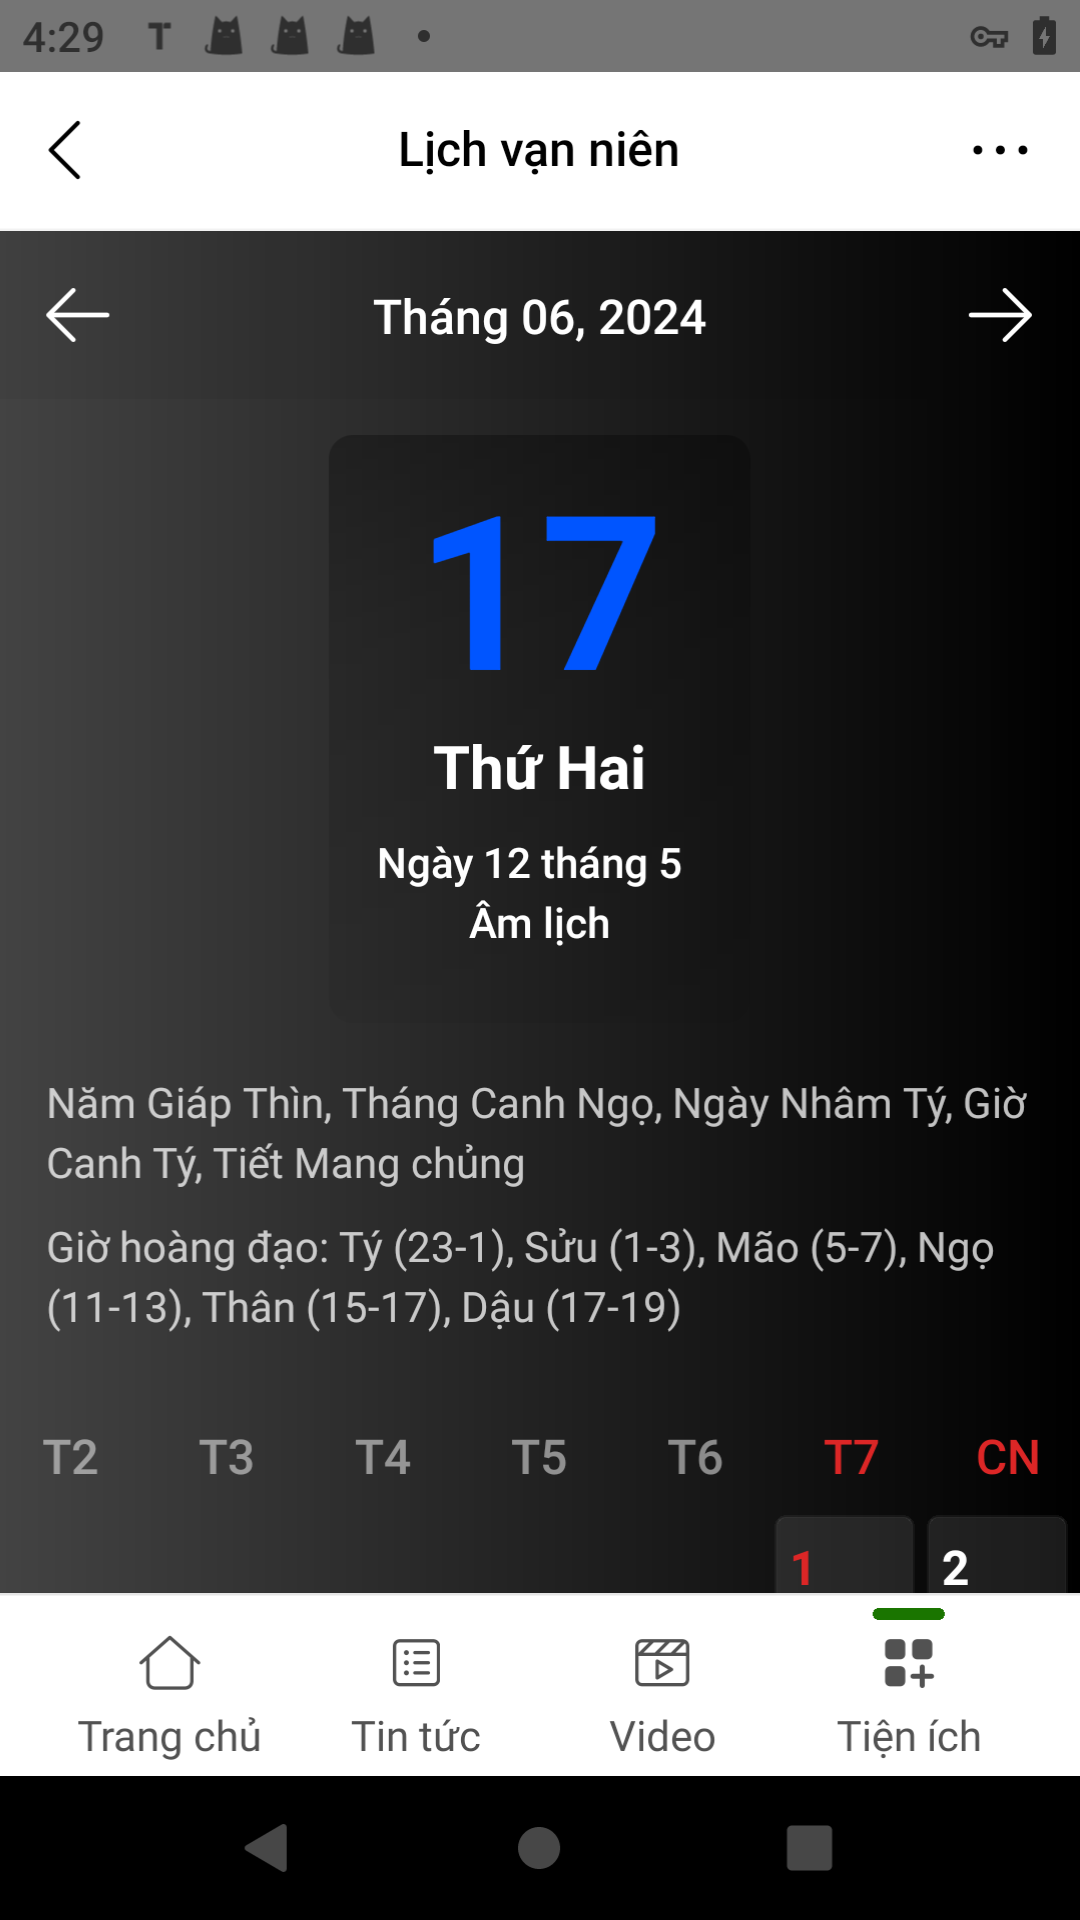 4:29
Lịch vạn niên
Tháng 06, 2024
17
Thứ Hai
Ngày 12 tháng 5
Âm lịch
Năm Giáp Thìn, Tháng Canh Ngọ, Ngày Nhâm Tý, Giờ
Canh Tý, Tiết Mang chủng
Giờ hoàng đạo: Tý (23-1), Sửu (1-3), Mão (5-7), Ngọ
(11-13), Thân (15-17), Dậu (17-19)
T2 T3 T4 T5 T6 T7 CN
1 2
Trang chủ Tin tức Video Tiện ích